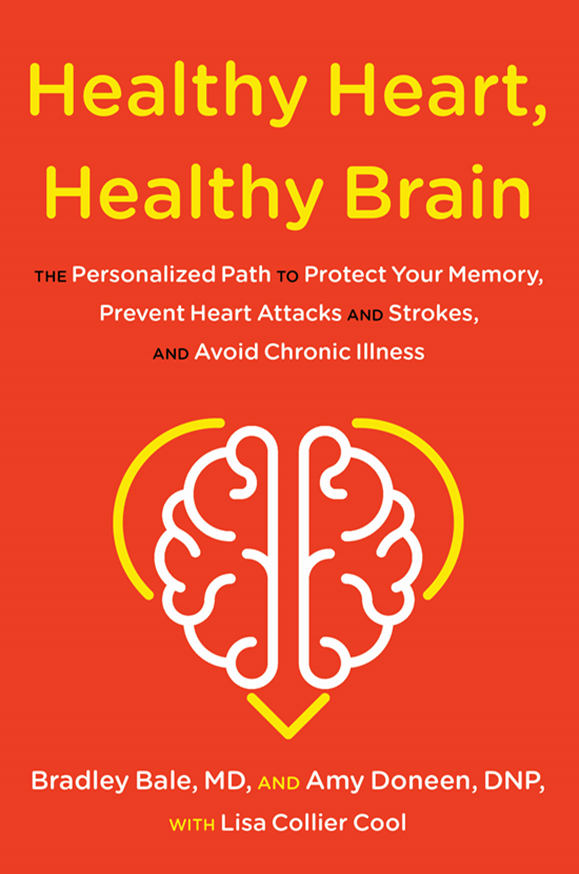 Healthy Heart,
Healthy Brain
THE Personalized Path TO Protect Your Memory,
Prevent Heart Attacks AND Strokes,
AND Avoid Chronic Illness
Bradley Bale, MD, AND Amy Doneen, DNP,
WITH Lisa Collier Cool